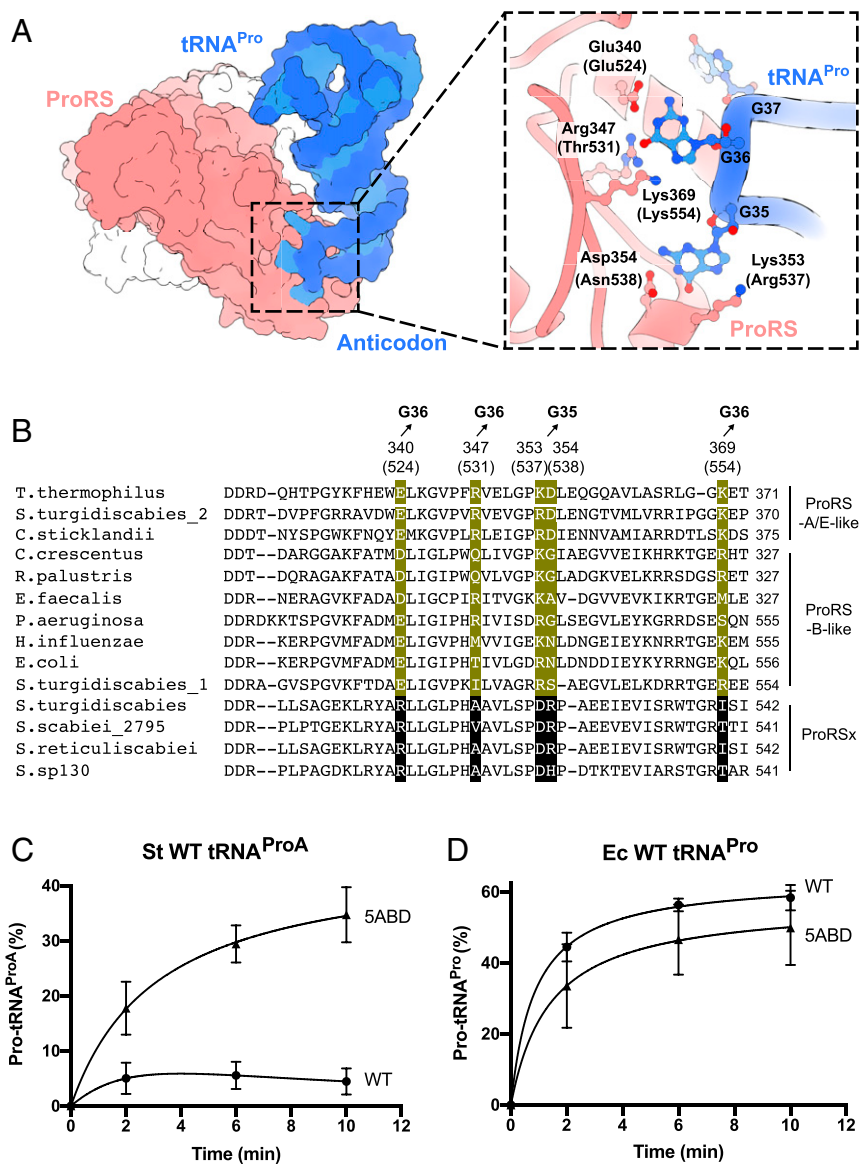 A
tRNAPro
ProRS
Anticodon
Glu340
(Glu524)
tRNAPro
G37
Arg347
(Thr531)
G36
Lys369
(Lys554)
G35
Asp354
(Asn538)
Lys353
(Arg537)
ProRS
B
G36 G36 G35 G36
340 347 353 354 369
(524) (531) (537) (538) (554)
T.thermophilus DDRD-QHTPGYKFHEWELKGVPFRVELGPKDLEQGQAVLASRLG-GKET 371
S.turgidiscabies_2 DDRT-DVPFGRRAVDWELKGVPVRVEVGPRDLENGTVMLVRRIPGGKEP 370
C.sticklandii DDDT-NYSPGWKFNQYEMKGVPLRLEIGPRDIENNVAMIARRDTLSKDS 375
C.crescentus DDT--DARGGAKFATMDLIGLPWQLIVGPKGIAEGVVEIKHRKTGERHT 327
R.palustris DDT--DQRAGAKFATADLIGIPWQVLVGPKGLADGKVEIKRRSDGSRET 327
E.faecalis DDR--NERAGVKFADADLIGCPIRITVGKKAV-DGVVEVKIKRTGEMLE 327
P.aeruginosa DDRDKKTSPGVKFADMELIGIPHRIVISDRGLSEGVLEYKGRRDSESQN 555
H.influenzae DDR--KERPGVMFADMELIGVPHMVVIGEKNLDNGEIEYKNRRTGEKEM 555
E.coli DDR--KERPGVMFADMELIGIPHTIVLGDRNLDNDDIEYKYRRNGEKQL 556
S.turgidiscabies_1 DDRAGVSPGVKFTDAELIGVPKILVAGRRS-AEGVLELKDRRTGEREE 554
S.turgidiscabies DDR--LLSAGEKLRYARLLGLPHAAVLSPDRP-AEEIVEISRWTGRISI 542
S.scabiei_2795 DDR--PLPTGEKLRYARLLGLPHVAVLSPDRP-AEEVEVISRWTGRTTI 541
S.reticuliscabiei DDR--LLSAGEKLRYARLLGLPHAAVLSPDRP-AEEIVEISRWTGRISI 542
S.sp130 DDR--PLPAGDKLRYARLLGLPHAAVLSPDHP-DTKTEVIARSTGRTAR 541
ProRS
-A/E-like
ProRS
-B-like
ProRSx
C
St WT tRNAProA
Pro-tRNAProA (%)
40
30
20
10
0
0 2 4 6 8 10 12
Time (min)
5ABD
WT
D
Ec WT tRNAPro
Pro-tRNAPro (%)
60
40
20
0
0 2 4 6 8 10 12
Time (min)
WT
5ABD